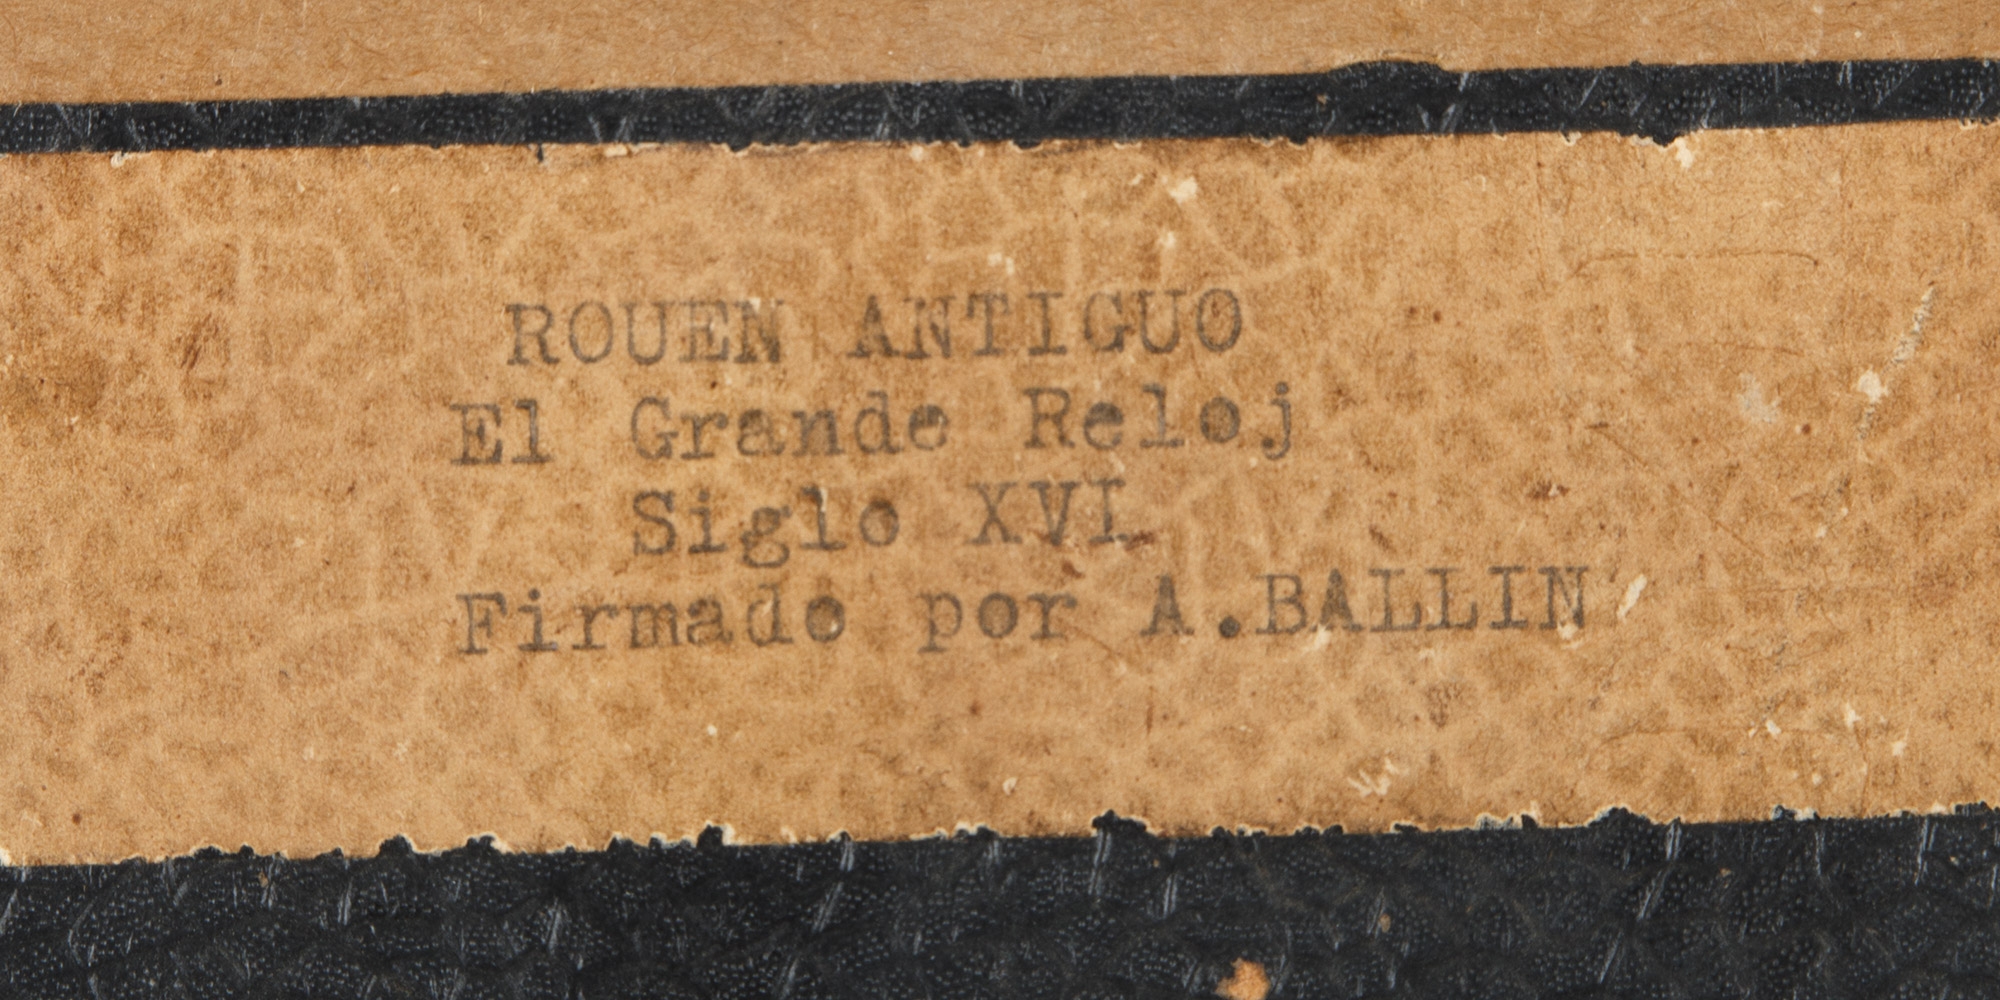 ROUEN ANTIGUO
El Grande Reloj
Siglo XVI
Firmado por A.BALLIN